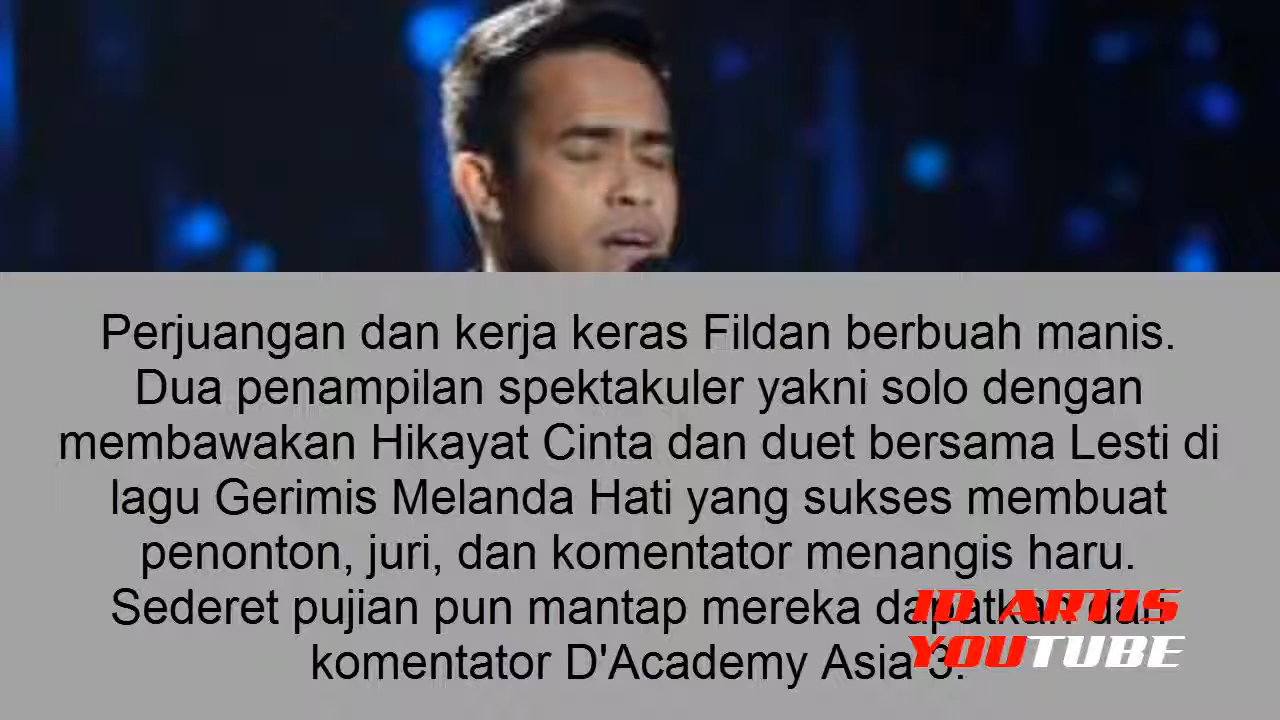 Perjuangan dan kerja keras Fildan berbuah manis.
Dua penampilan spektakuler yakni solo dengan
membawakan Hikayat Cinta dan duet bersama Lesti di
lagu Gerimis Melanda Hati yang sukses membuat
penonton, juri, dan komentator menangis haru.
Sederet pujian pun mantap mereka dapatkan dari
komentator D'Academy Asia 3.
ID ARTIS
YOUTUBE